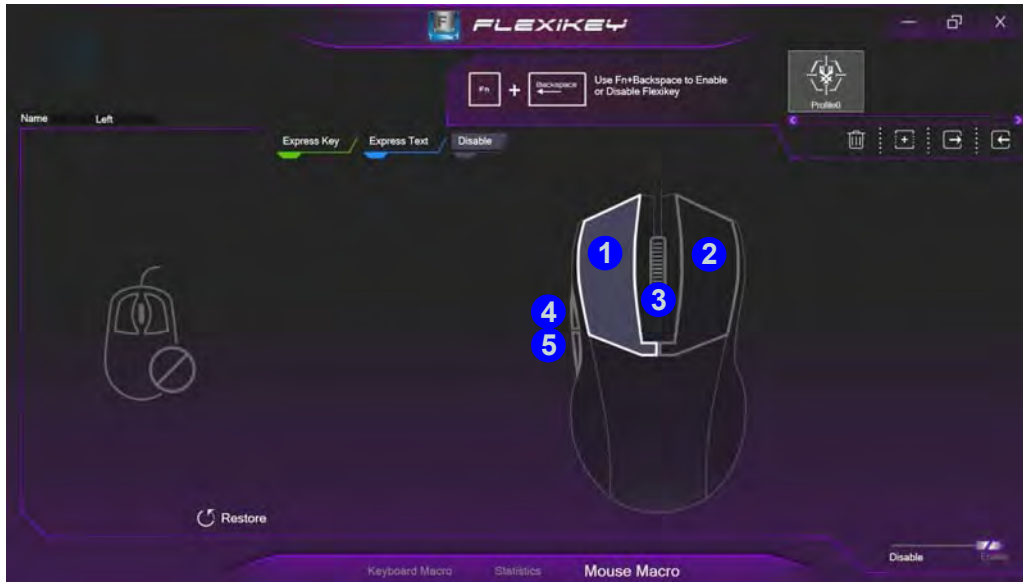 FLEXiKEY
Fn + Backspace Use Fn+Backspace to Enable
or Disable Flexikey
Profile0
Name Left
Express Key Express Text Disable
1 2
3
4
5
Restore
Disable Enable
Keyboard Macro Statistics Mouse Macro